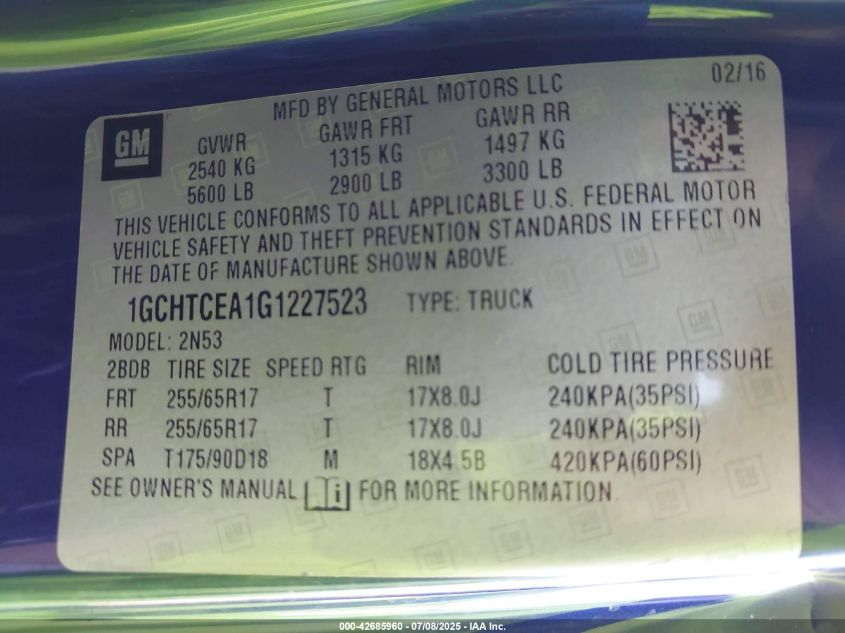 02/16
MFD BY GENERAL MOTORS LLC
GM
GVWR GAWR FRT GAWR RR
2540 KG 1315 KG 1497 KG
5600 LB 2900 LB 3300 LB
THIS VEHICLE CONFORMS TO ALL APPLICABLE U.S. FEDERAL MOTOR
VEHICLE SAFETY AND THEFT PREVENTION STANDARDS IN EFFECT ON
THE DATE OF MANUFACTURE SHOWN ABOVE.
1GCHTCEA1G1227523 TYPE: TRUCK
MODEL: 2N53
2BDB TIRE SIZE SPEED RTG RIM COLD TIRE PRESSURE
FRT 255/65R17 T 17X8.0J 240KPA(35PSI)
RR 255/65R17 T 17X8.0J 240KPA(35PSI)
SPA T175/90D18 M 18X4.5B 420KPA(60PSI)
SEE OWNER'S MANUAL i FOR MORE INFORMATION.
000-42685960 - 07/08/2025 - IAA Inc.